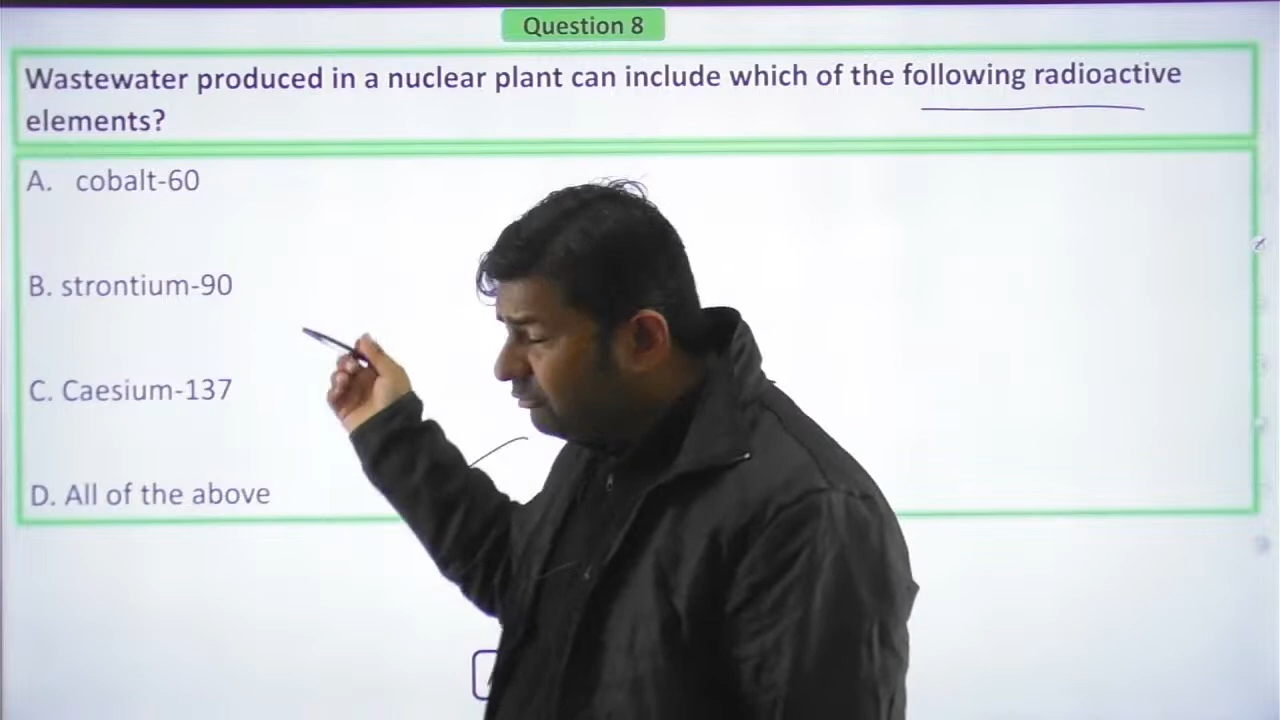 Question 8
Wastewater produced in a nuclear plant can include which of the following radioactive
elements?
A. cobalt-60
B. strontium-90
C. Caesium-137
D. All of the above